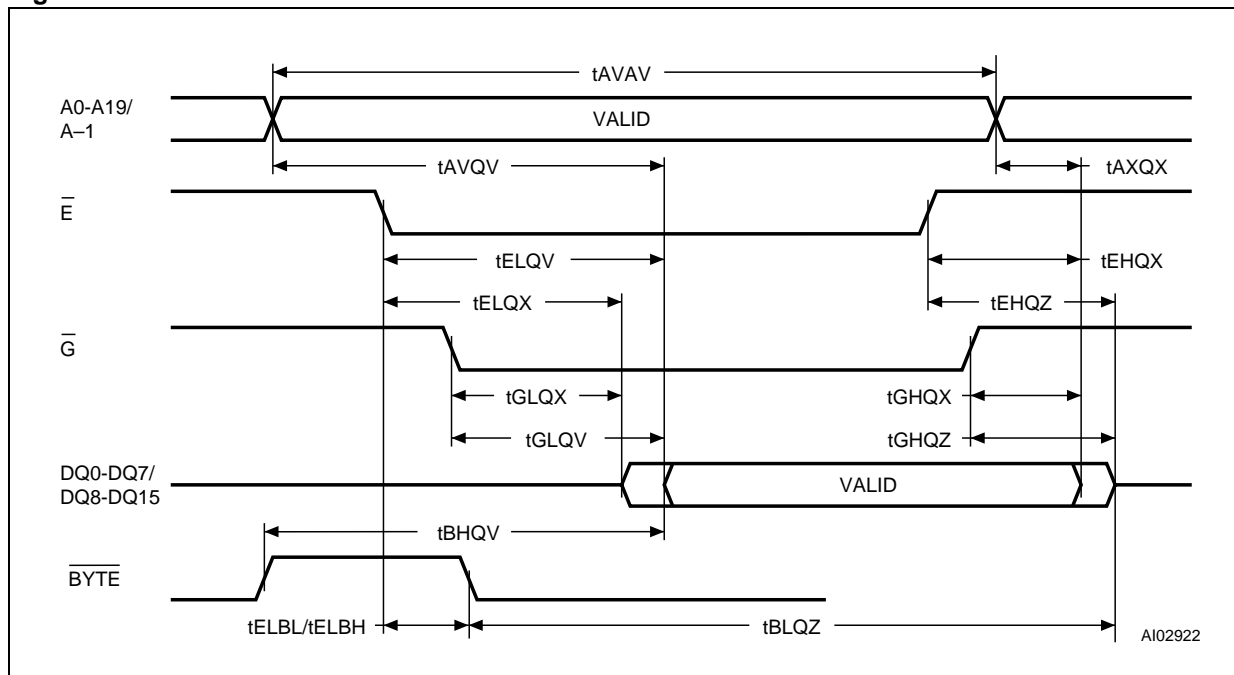 tAVAV
A0-A19/
A–1
VALID
tAVQV
tAXQX
E
tELQV
tEHQX
tELQX
tEHQZ
G
tGLQX
tGHQX
tGLQV
tGHQZ
DQ0-DQ7/
DQ8-DQ15
VALID
tBHQV
BYTE
tELBL/tELBH
tBLQZ
AI02922